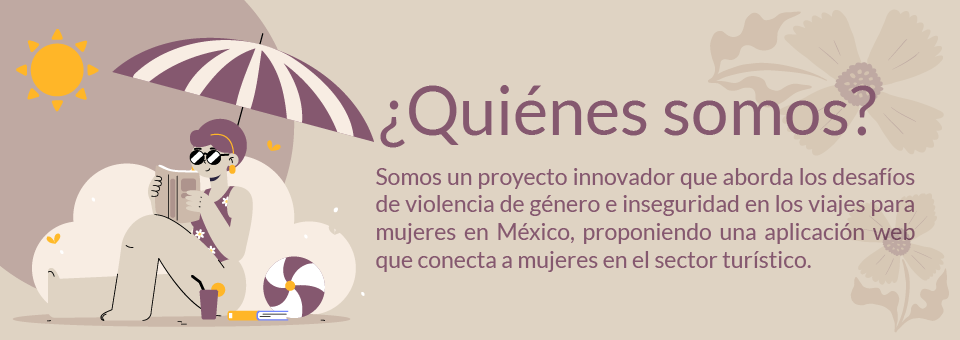 ¿Quiénes somos?
Somos un proyecto innovador que aborda los desafíos
de violencia de género e inseguridad en los viajes para
mujeres en México, proponiendo una aplicación web
que conecta a mujeres en el sector turístico.